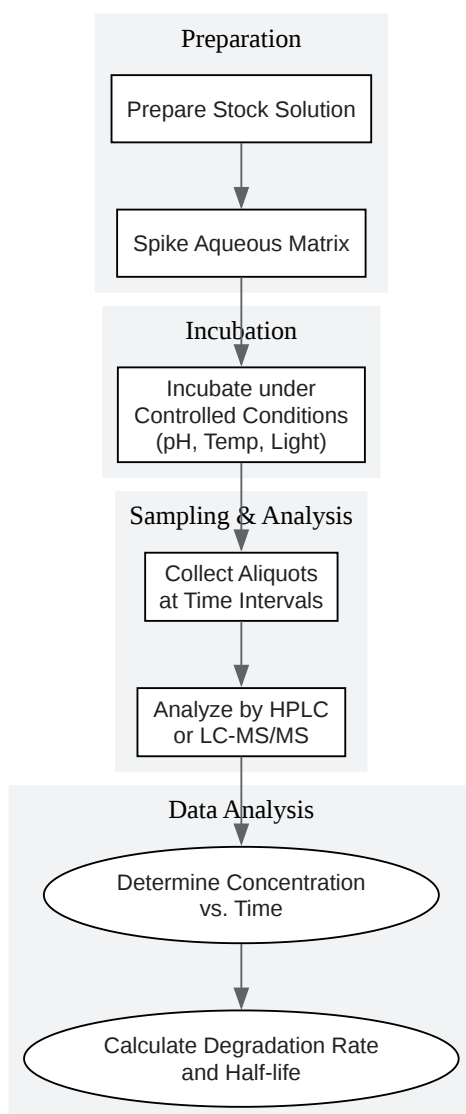 Preparation
Prepare Stock Solution
Spike Aqueous Matrix
Incubation
Incubate under
Controlled Conditions
(pH, Temp, Light)
Sampling & Analysis
Collect Aliquots
at Time Intervals
Analyze by HPLC
or LC-MS/MS
Data Analysis
Determine Concentration
vs. Time
Calculate Degradation Rate
and Half-life